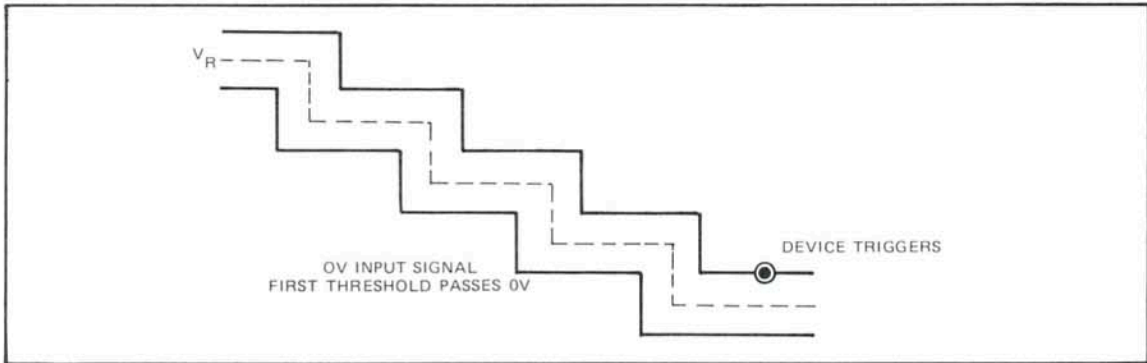 V_R
DEVICE TRIGGERS
0V INPUT SIGNAL
FIRST THRESHOLD PASSES 0V